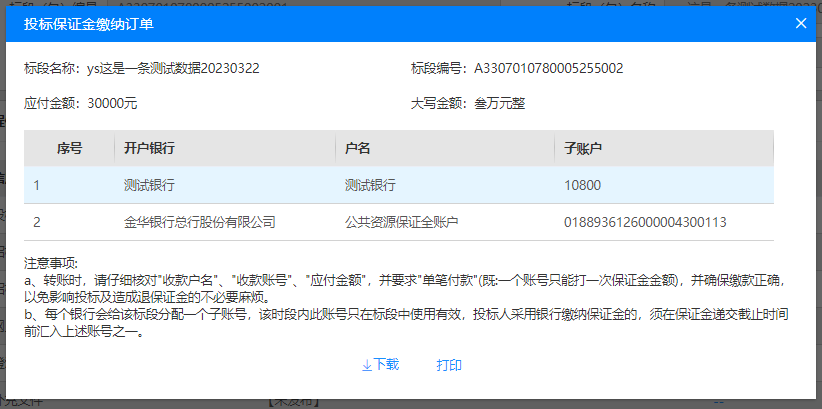 投标保证金缴纳订单
标段名称：ys这是一条测试数据20230322 标段编号：A3307010780005255002
应付金额：30000元 大写金额：叁万元整
序号 开户银行 户名 子账户
1 测试银行 测试银行 10800
2 金华银行总行股份有限公司 公共资源保证全账户 0188936126000004300113
注意事项:
a、转账时，请仔细核对"收款户名"、"收款账号"、"应付金额"，并要求"单笔付款"(既:一个账号只能打一次保证金金额)，并确保缴款正确，
以免影响投标及造成退保证金的不必要麻烦。
b、每个银行会给该标段分配一个子账号，该时段内此账号只在标段中使用有效，投标人采用银行缴纳保证金的，须在保证金递交截止时间
前汇入上述账号之一。
下载 打印